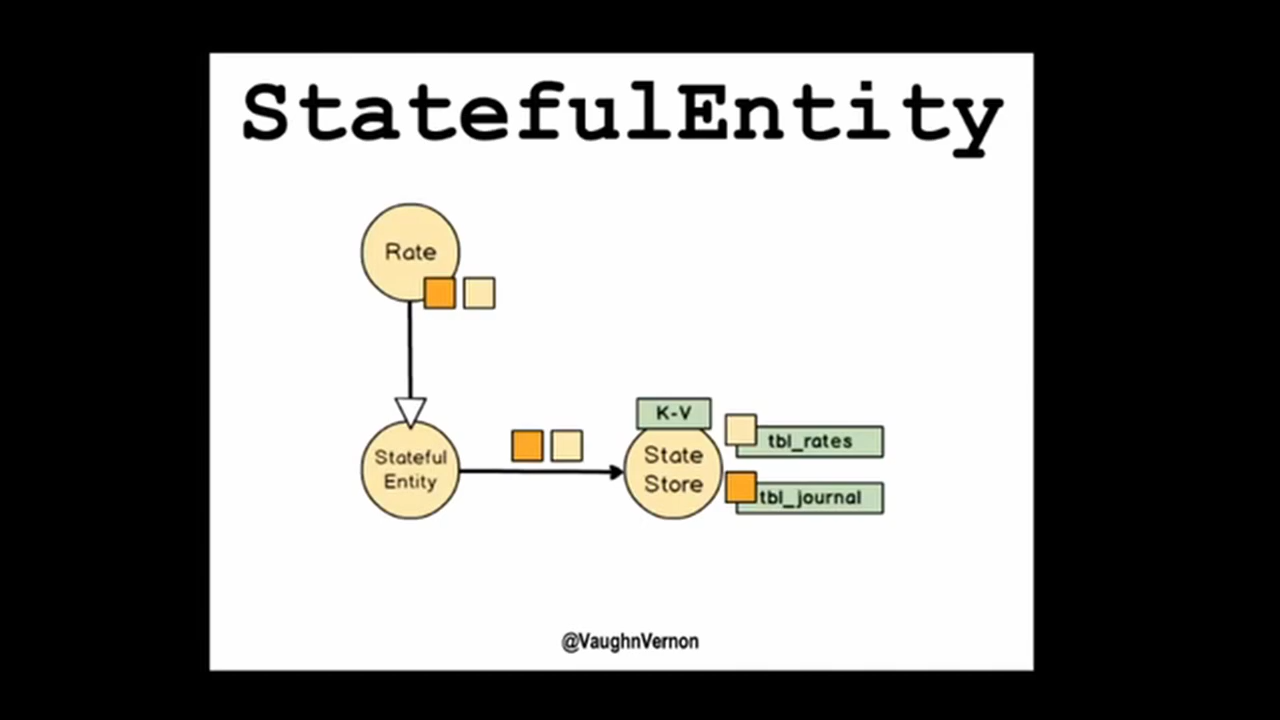 StatefulEntity
Rate
Stateful
Entity
K-V
State
Store
tbl_rates
tbl_journal
@VaughnVernon